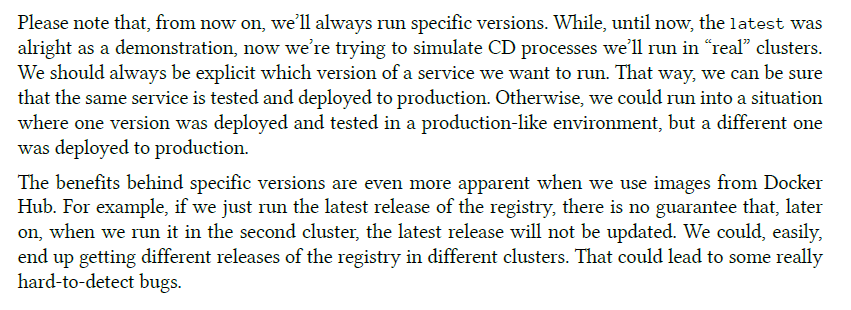 Please note that, from now on, we’ll always run specific versions. While, until now, the latest was
alright as a demonstration, now we’re trying to simulate CD processes we’ll run in “real” clusters.
We should always be explicit which version of a service we want to run. That way, we can be sure
that the same service is tested and deployed to production. Otherwise, we could run into a situation
where one version was deployed and tested in a production-like environment, but a different one
was deployed to production.
The benefits behind specific versions are even more apparent when we use images from Docker
Hub. For example, if we just run the latest release of the registry, there is no guarantee that, later
on, when we run it in the second cluster, the latest release will not be updated. We could, easily,
end up getting different releases of the registry in different clusters. That could lead to some really
hard-to-detect bugs.